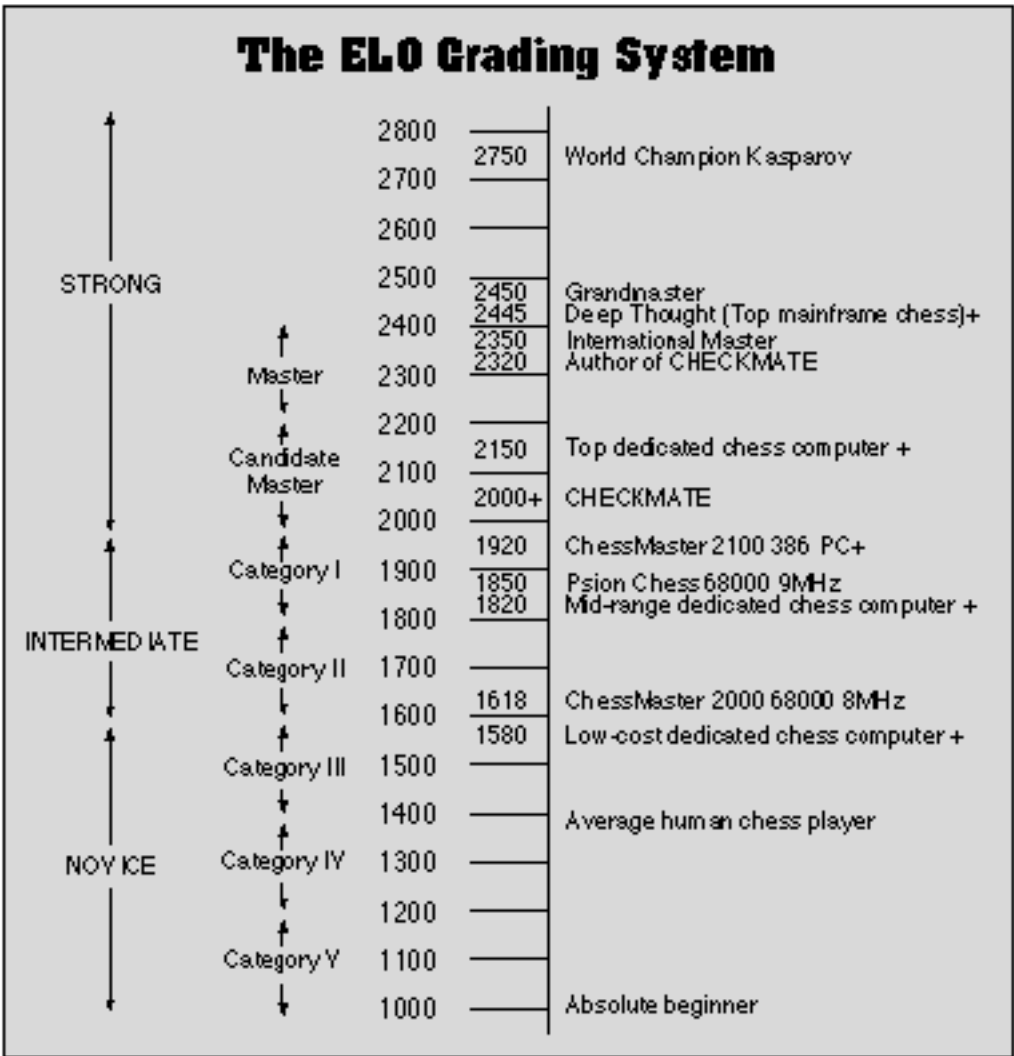 The ELO Grading System
2800
2750 World Champion Kasparov
2700
2600
STRONG 2500
2450 Grandmaster
2445 Deep Thought (Top mainframe chess)+
2400
2350 International Master
2320 Author of CHECKMATE
Master 2300
2200
2150 Top dedicated chess computer +
Candidate
Master
2100
2000+ CHECKMATE
2000
1920 ChessMaster 2100 386 PC+
Category I 1900
1850 Psion Chess 68000 9MHz
1820 Mid-range dedicated chess computer +
1800
INTERMEDIATE
Category II 1700
1618 ChessMaster 2000 68000 8MHz
1600
1580 Low-cost dedicated chess computer +
Category III 1500
1400 Average human chess player
NOVICE Category IV 1300
1200
Category V 1100
1000 Absolute beginner